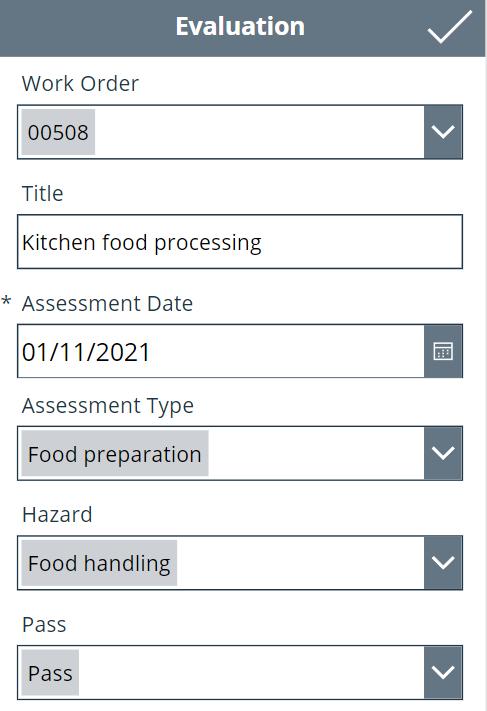 Evaluation
Work Order
00508
Title
Kitchen food processing
* Assessment Date
01/11/2021
Assessment Type
Food preparation
Hazard
Food handling
Pass
Pass